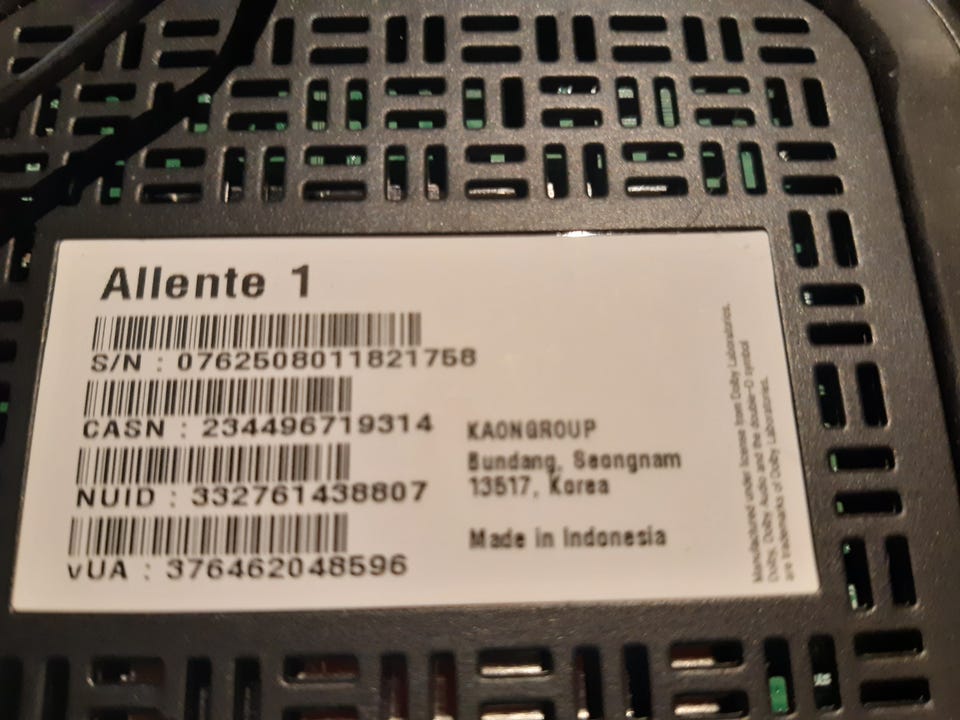 Allente 1
S/N : 0762508011821758
CASN : 234496719314
NUID : 332761438807
vUA : 376462048596
KAONGROUP
Bundang, Seongnam
13517, Korea
Made in Indonesia
Manufactured under license from Dolby Laboratories.
Dolby, Dolby Audio and the double-D symbol
are trademarks of Dolby Laboratories.